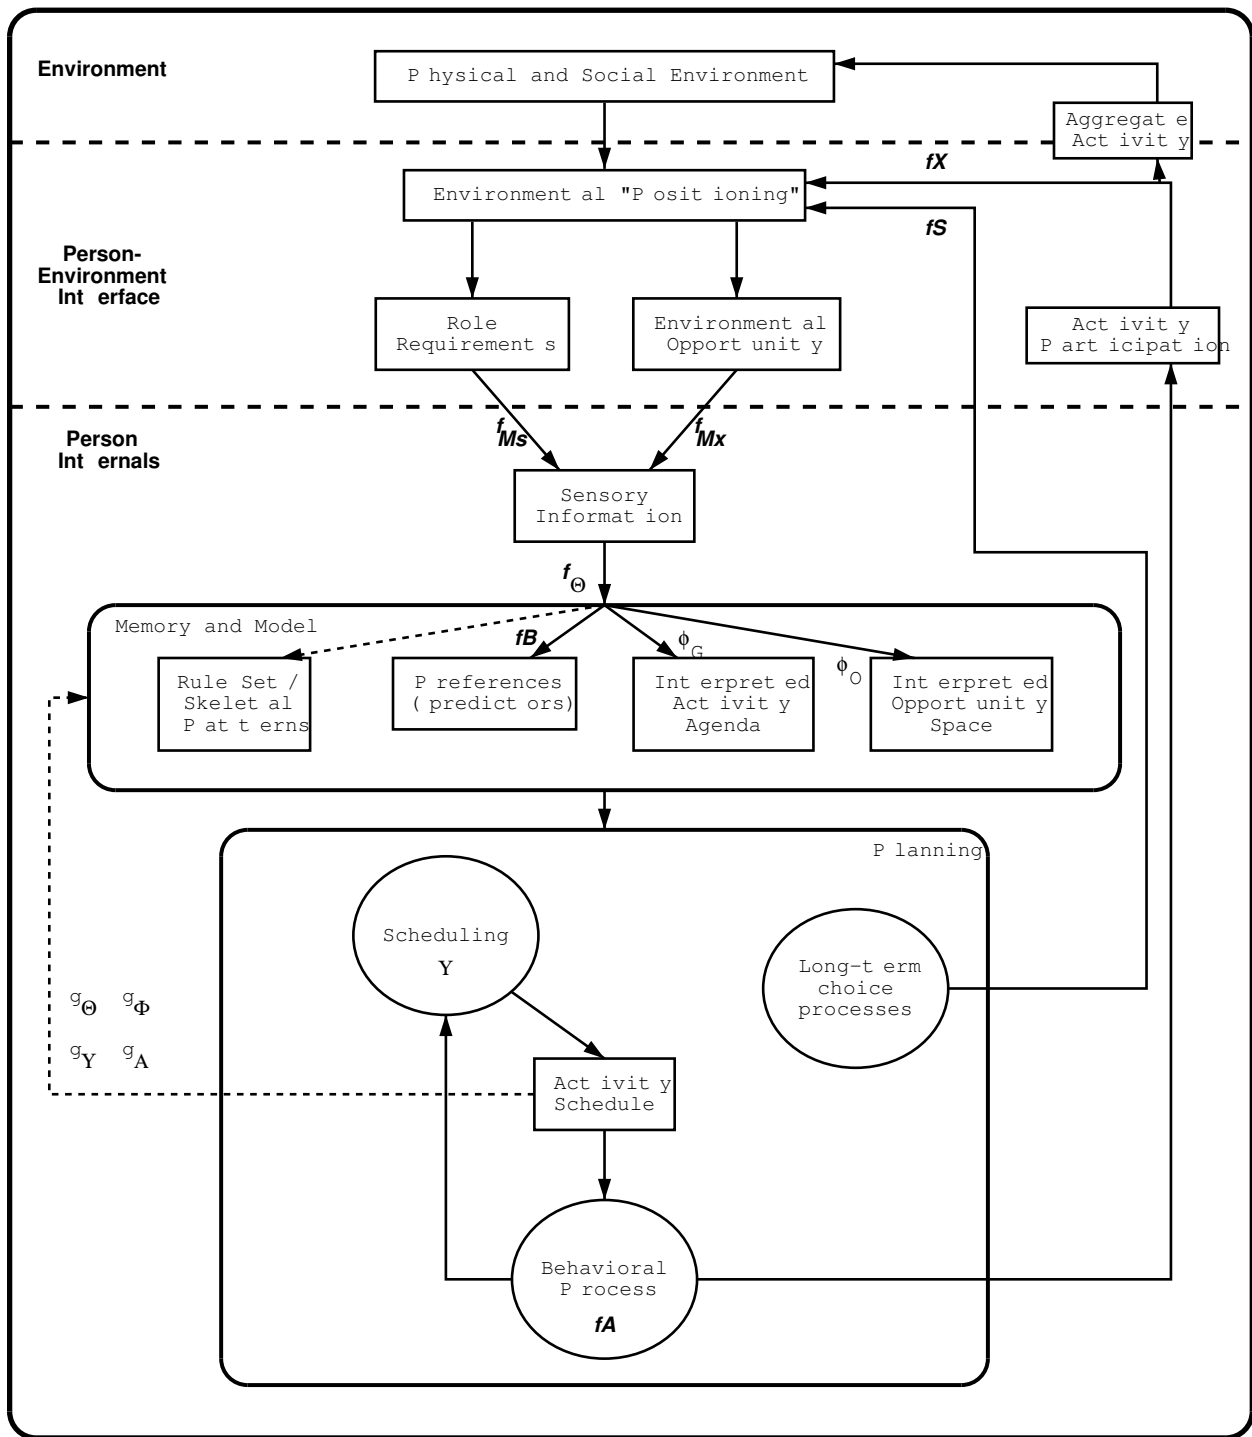 Environment
Physical and Social Environment
Aggregate
Activity
fX
Environmental "Positioning"
fS
Person-
Environment
Interface
Role
Requirements
Environmental
Opportunity
Activity
Participation
Person
Internals
fMs
fMx
Sensory
Information
fΘ
Memory and Model
fB
ϕG
ϕO
Rule Set /
Skeletal
Patterns
Preferences
(predictors)
Interpreted
Activity
Agenda
Interpreted
Opportunity
Space
Planning
Scheduling
Υ
Long-term
choice
processes
gΘ gΦ
gΥ gA
Activity
Schedule
Behavioral
Process
fA